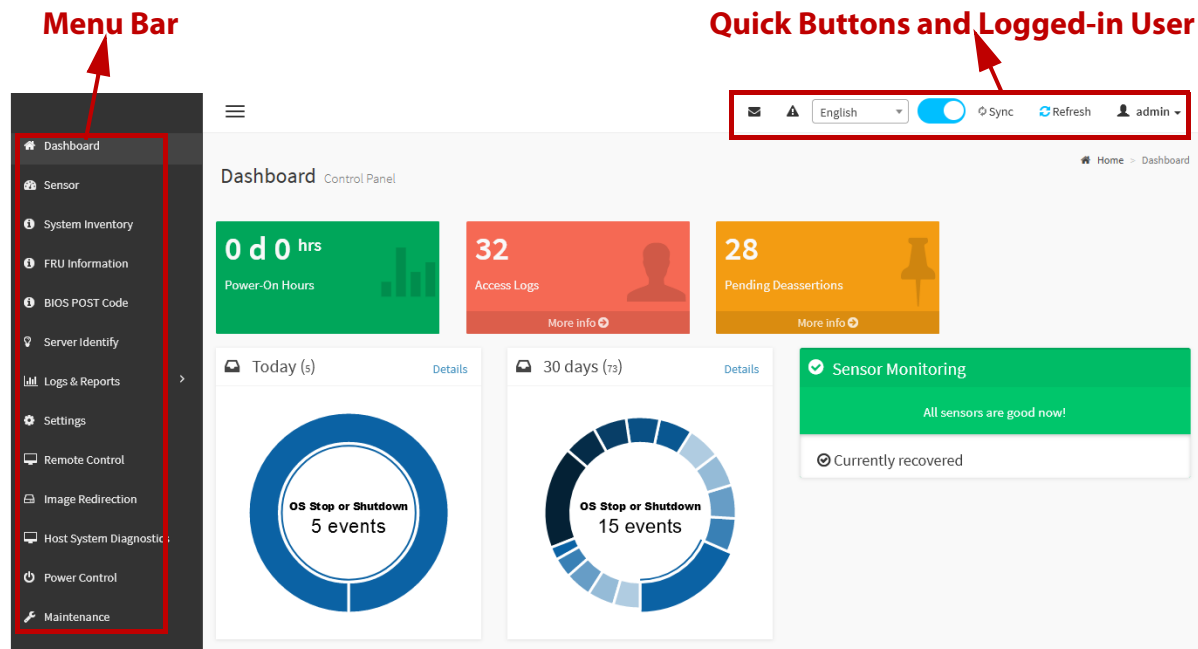 Menu Bar
Quick Buttons and Logged-in User
English
Sync
Refresh
admin
Dashboard
Sensor
System Inventory
FRU Information
BIOS POST Code
Server Identify
Logs & Reports
Settings
Remote Control
Image Redirection
Host System Diagnostics
Power Control
Maintenance
Home > Dashboard
Dashboard Control Panel
0 d 0 hrs
Power-On Hours
32
Access Logs
More info
28
Pending Deassertions
More info
Today (5)
Details
OS Stop or Shutdown
5 events
30 days (73)
Details
OS Stop or Shutdown
15 events
Sensor Monitoring
All sensors are good now!
Currently recovered